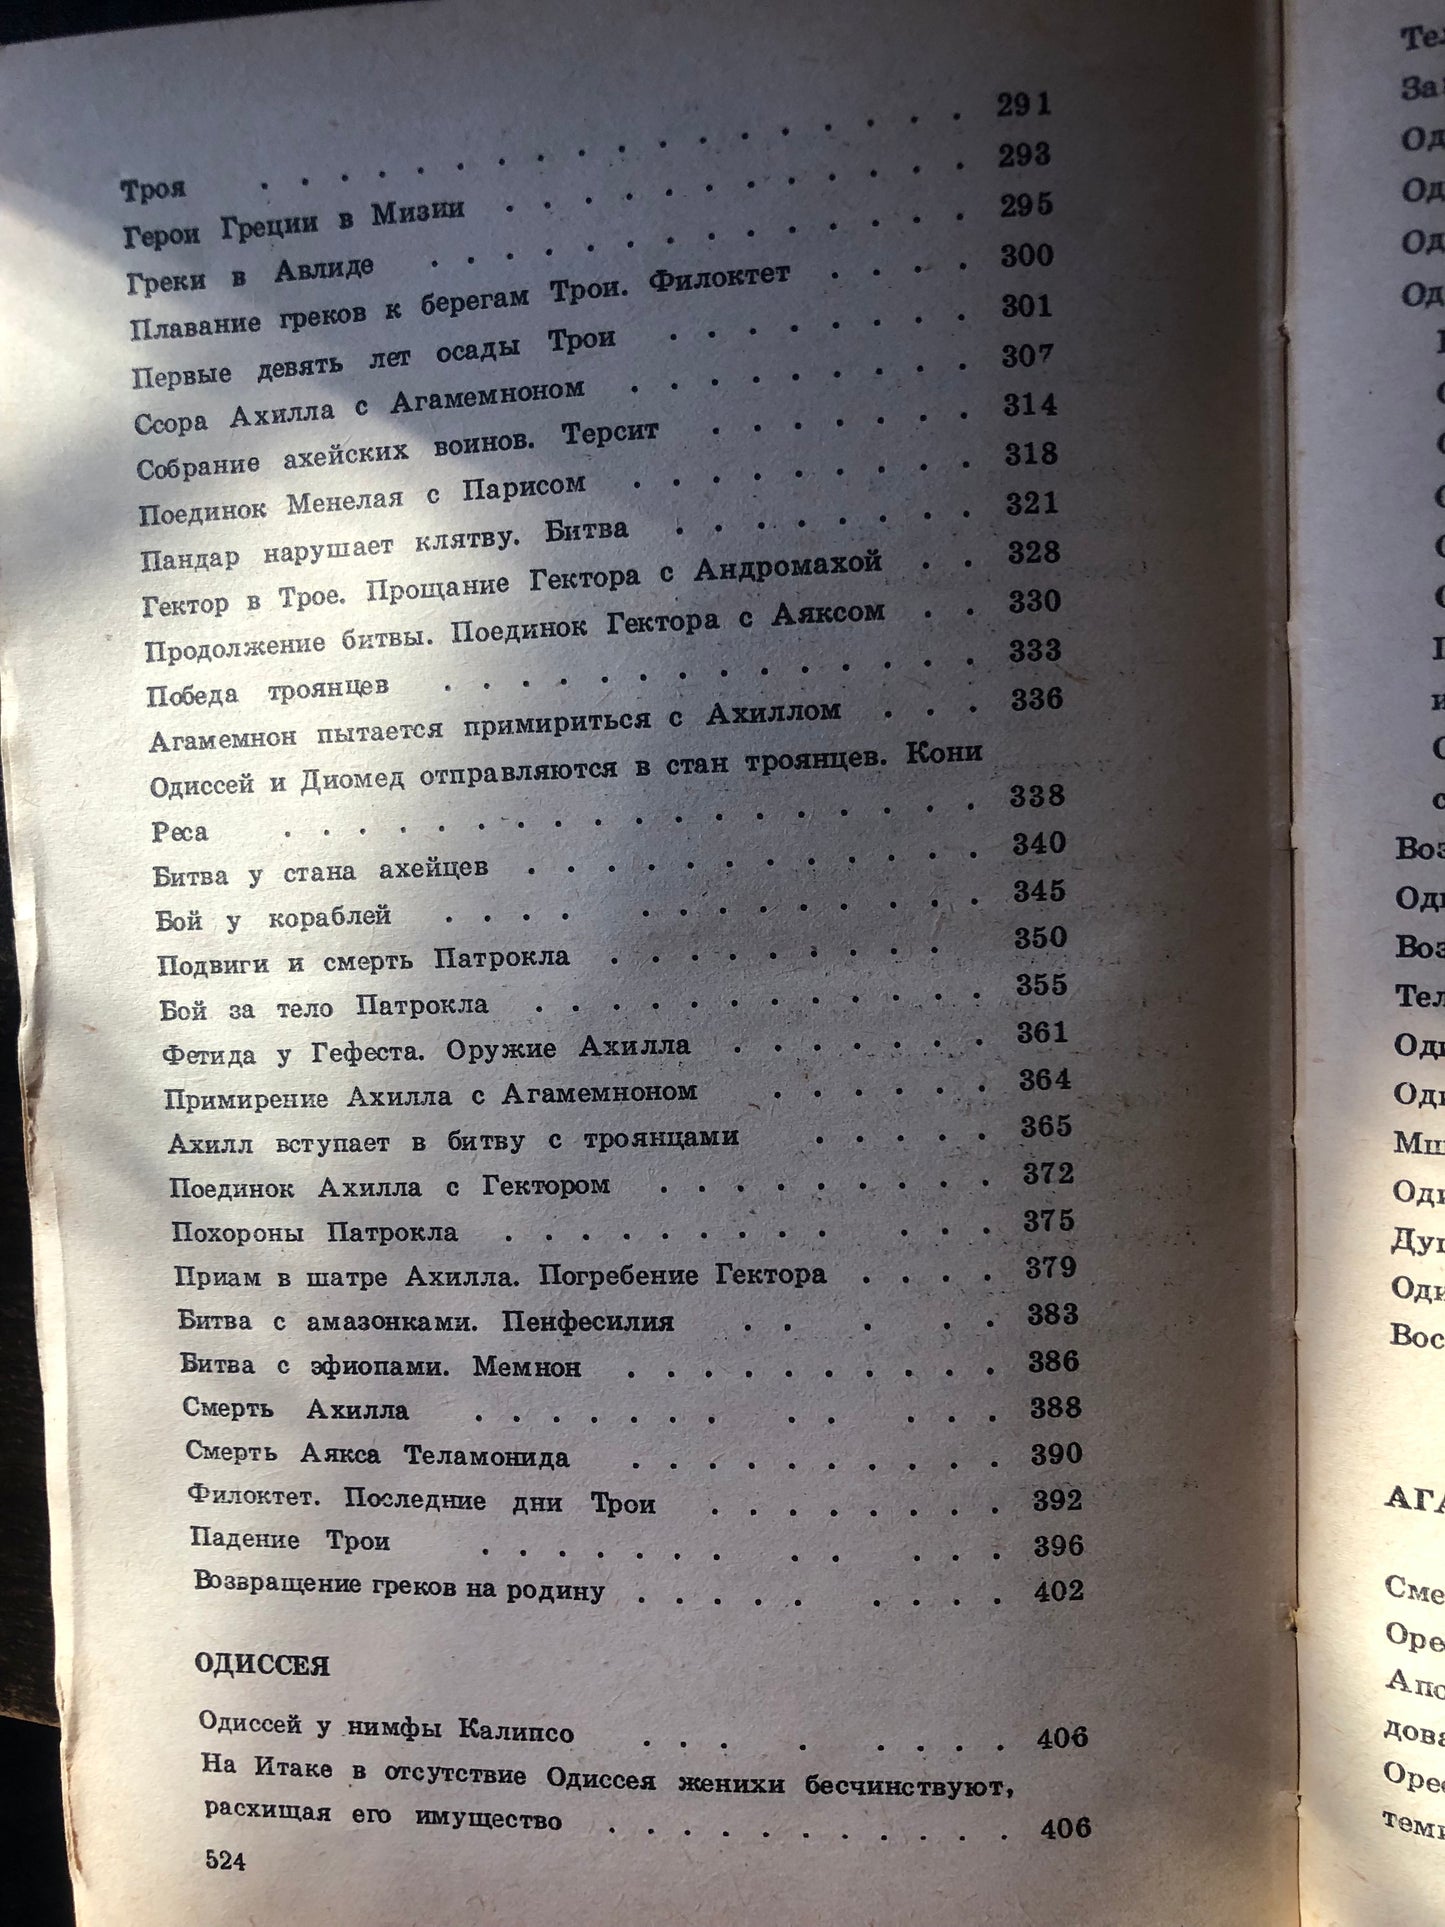 Троя . . . . . . . . . . . . . . . . . . 291
Герои Греции в Мизии . . . . . . . . . . . . 293
Греки в Авлиде . . . . . . . . . . . . . . 295
Плавание греков к берегам Трои. Филоктет . . . . 300
Первые девять лет осады Трои . . . . . . . . 301
Ссора Ахилла с Агамемноном . . . . . . . . . 307
Собрание ахейских воинов. Терсит . . . . . . . 314
Поединок Менелая с Парисом . . . . . . . . . 318
Пандар нарушает клятву. Битва . . . . . . . . 321
Гектор в Трое. Прощание Гектора с Андромахой . . 328
Продолжение битвы. Поединок Гектора с Аяксом . . 330
Победа троянцев . . . . . . . . . . . . . . 333
Агамемнон пытается примириться с Ахиллом . . . 336
Одиссей и Диомед отправляются в стан троянцев. Кони
Реса . . . . . . . . . . . . . . . . . . 338
Битва у стана ахейцев . . . . . . . . . . . . 340
Бой у кораблей . . . . . . . . . . . . . 345
Подвиги и смерть Патрокла . . . . . . . . . 350
Бой за тело Патрокла . . . . . . . . . . . . 355
Фетида у Гефеста. Оружие Ахилла . . . . . . . 361
Примирение Ахилла с Агамемноном . . . . . . 364
Ахилл вступает в битву с троянцами . . . . . 365
Поединок Ахилла с Гектором . . . . . . . . . 372
Похороны Патрокла . . . . . . . . . . . . 375
Приам в шатре Ахилла. Погребение Гектора . . . . 379
Битва с амазонками. Пенфесилия . . . . . 383
Битва с эфиопами. Мемнон . . . . . . . . . . 386
Смерть Ахилла . . . . . . . . . . . . 388
Смерть Аякса Теламонида . . . . . . . . . . 390
Филоктет. Последние дни Трои . . . . . . . . 392
Падение Трои . . . . . . . . . . . . 396
Возвращение греков на родину . . . . . . . . . 402
ОДИССЕЯ
Одиссей у нимфы Калипсо . . . . . . . . 406
На Итаке в отсутствие Одиссея женихи бесчинствуют,
расхищая его имущество . . . . . . . . . . . 406
524